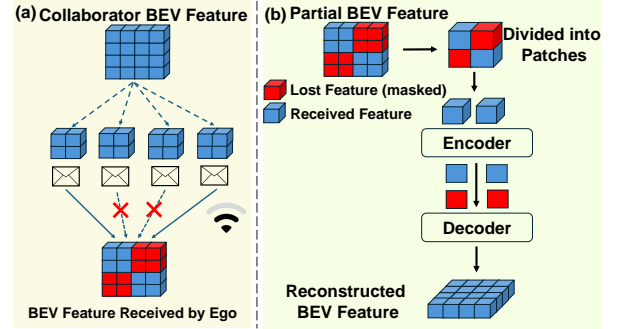 (a) Collaborator BEV Feature
BEV Feature Received by Ego
(b) Partial BEV Feature
Divided into
Patches
Lost Feature (masked)
Received Feature
Encoder
Decoder
Reconstructed
BEV Feature